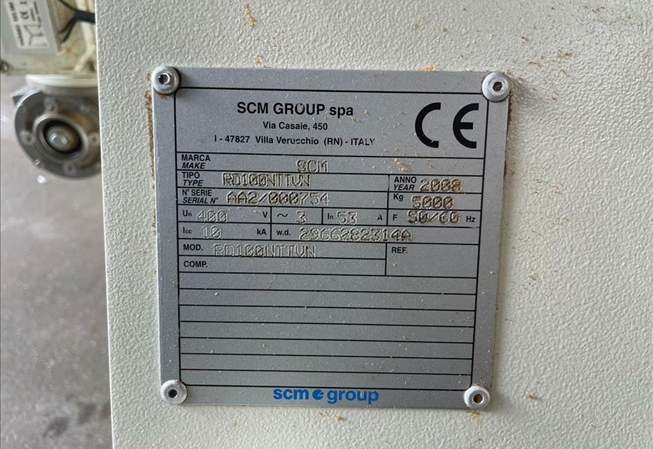 SCM GROUP spa
Via Casale, 450
I - 47827 Villa Verucchio (RN) - ITALY
CE
MARCA
MAKE SCM
TIPO
TYPE RD100NTTVN ANNO
YEAR 2008
N° SERIE
SERIAL N° AA2/000754 Kg 5000
Un 400 V ~ 3 In 53 A F 50/60 Hz
Icc 10 kA w.d. 2966282314A
MOD. RD100NTTVN REF.
COMP.
scm group